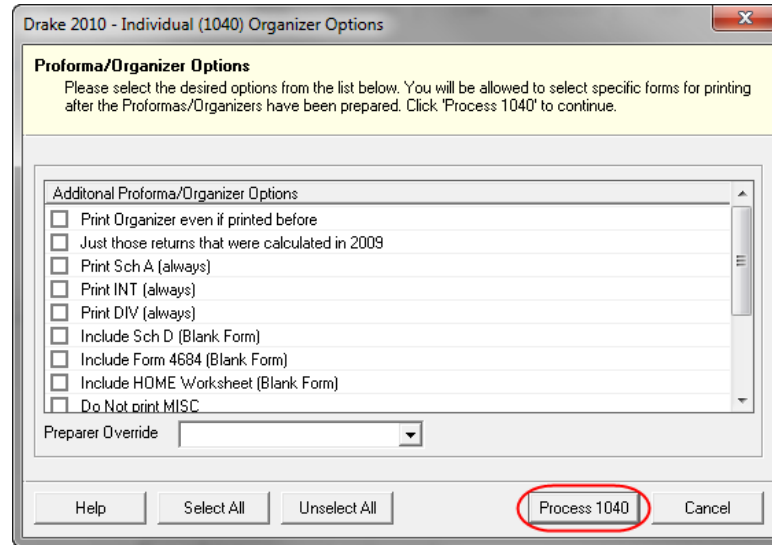 Drake 2010 - Individual (1040) Organizer Options
Proforma/Organizer Options
Please select the desired options from the list below. You will be allowed to select specific forms for printing
after the Proformas/Organizers have been prepared. Click 'Process 1040' to continue.
Additonal Proforma/Organizer Options
Print Organizer even if printed before
Just those returns that were calculated in 2009
Print Sch A (always)
Print INT (always)
Print DIV (always)
Include Sch D (Blank Form)
Include Form 4684 (Blank Form)
Include HOME Worksheet (Blank Form)
Do Not print MISC
Preparer Override
Help Select All Unselect All Process 1040 Cancel